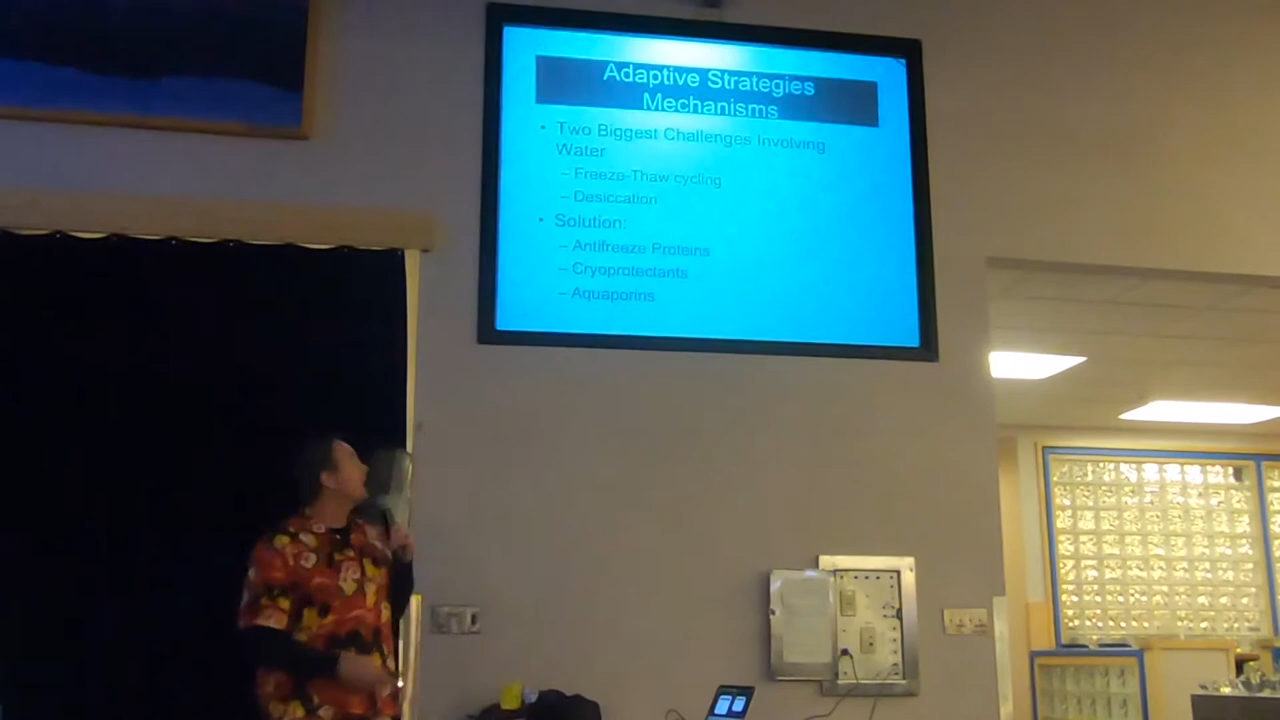 Adaptive Strategies
Mechanisms
• Two Biggest Challenges Involving
Water
– Freeze-Thaw cycling
– Desiccation
• Solution:
– Antifreeze Proteins
– Cryoprotectants
– Aquaporins